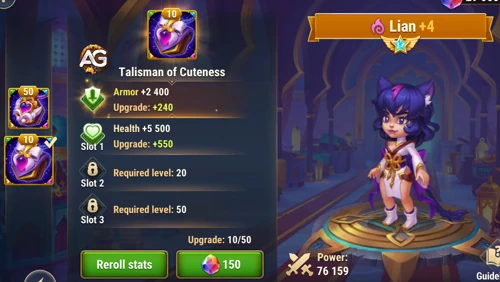 10
Lian +4
AG
Talisman of Cuteness
Armor +2 400
Upgrade: +240
50
10
Health +5 500
Upgrade: +550
Slot 1
Required level: 20
Slot 2
Required level: 50
Slot 3
Upgrade: 10/50
Reroll stats
150
Power:
76 159
Guide